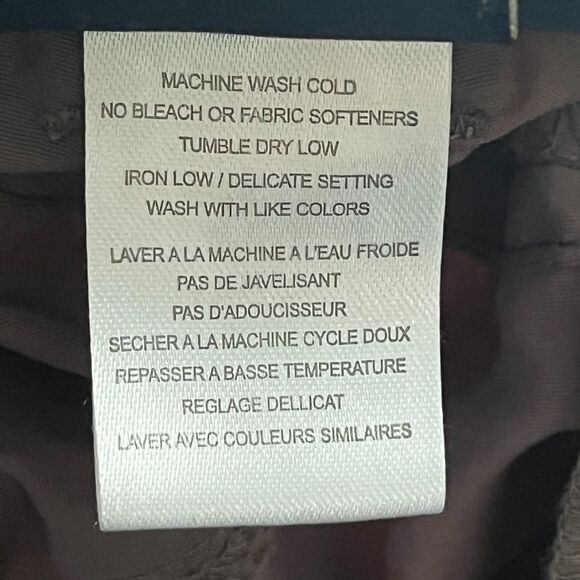 MACHINE WASH COLD
NO BLEACH OR FABRIC SOFTENERS
TUMBLE DRY LOW
IRON LOW / DELICATE SETTING
WASH WITH LIKE COLORS
LAVER A LA MACHINE A L'EAU FROIDE
PAS DE JAVELISANT
PAS D'ADOUCISSEUR
SECHER A LA MACHINE CYCLE DOUX
REPASSER A BASSE TEMPERATURE
REGLAGE DELLICAT
LAVER AVEC COULEURS SIMILAIRES